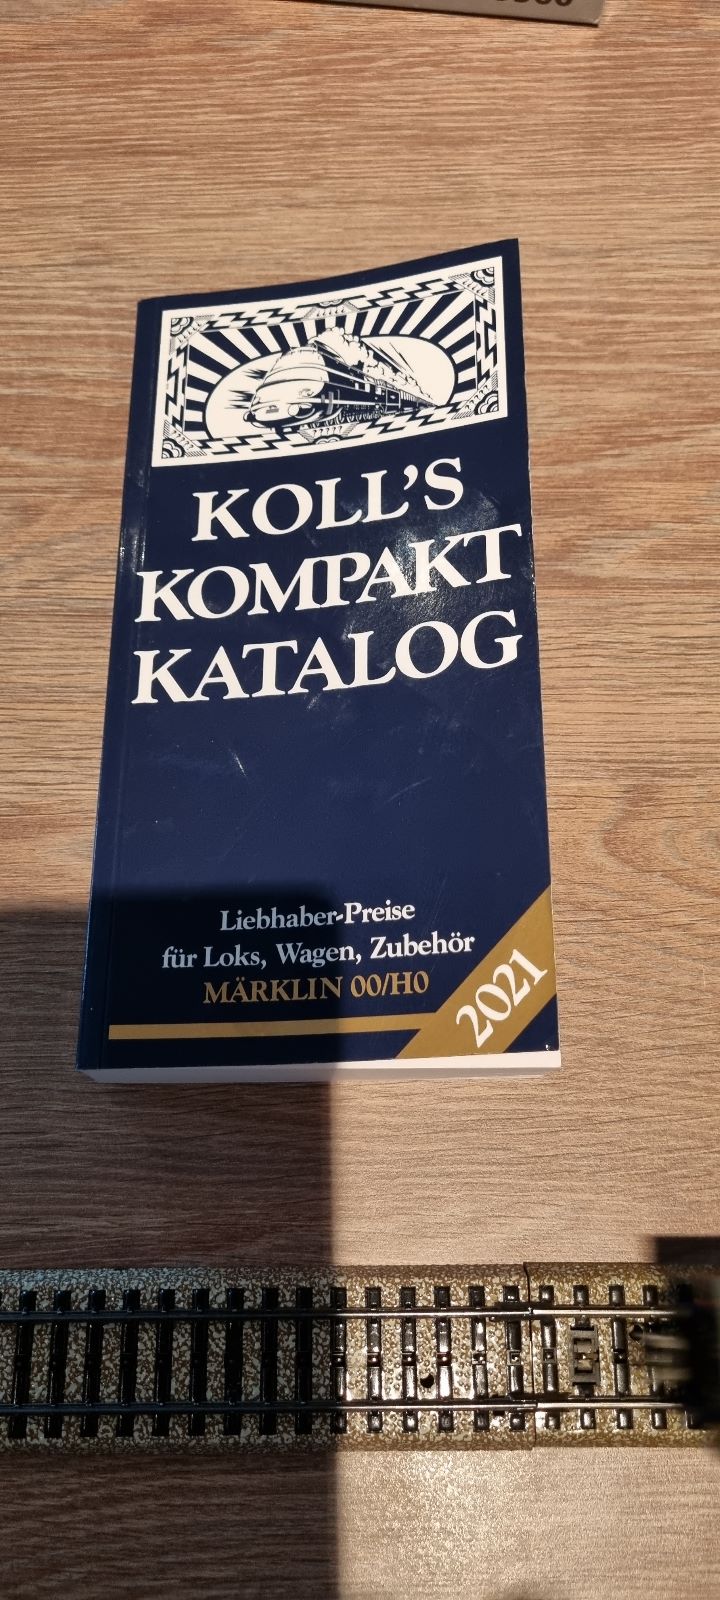 KOLL'S
KOMPAKT
KATALOG
Liebhaber-Preise
für Loks, Wagen, Zubehör
MÄRKLIN 00/H0
2021